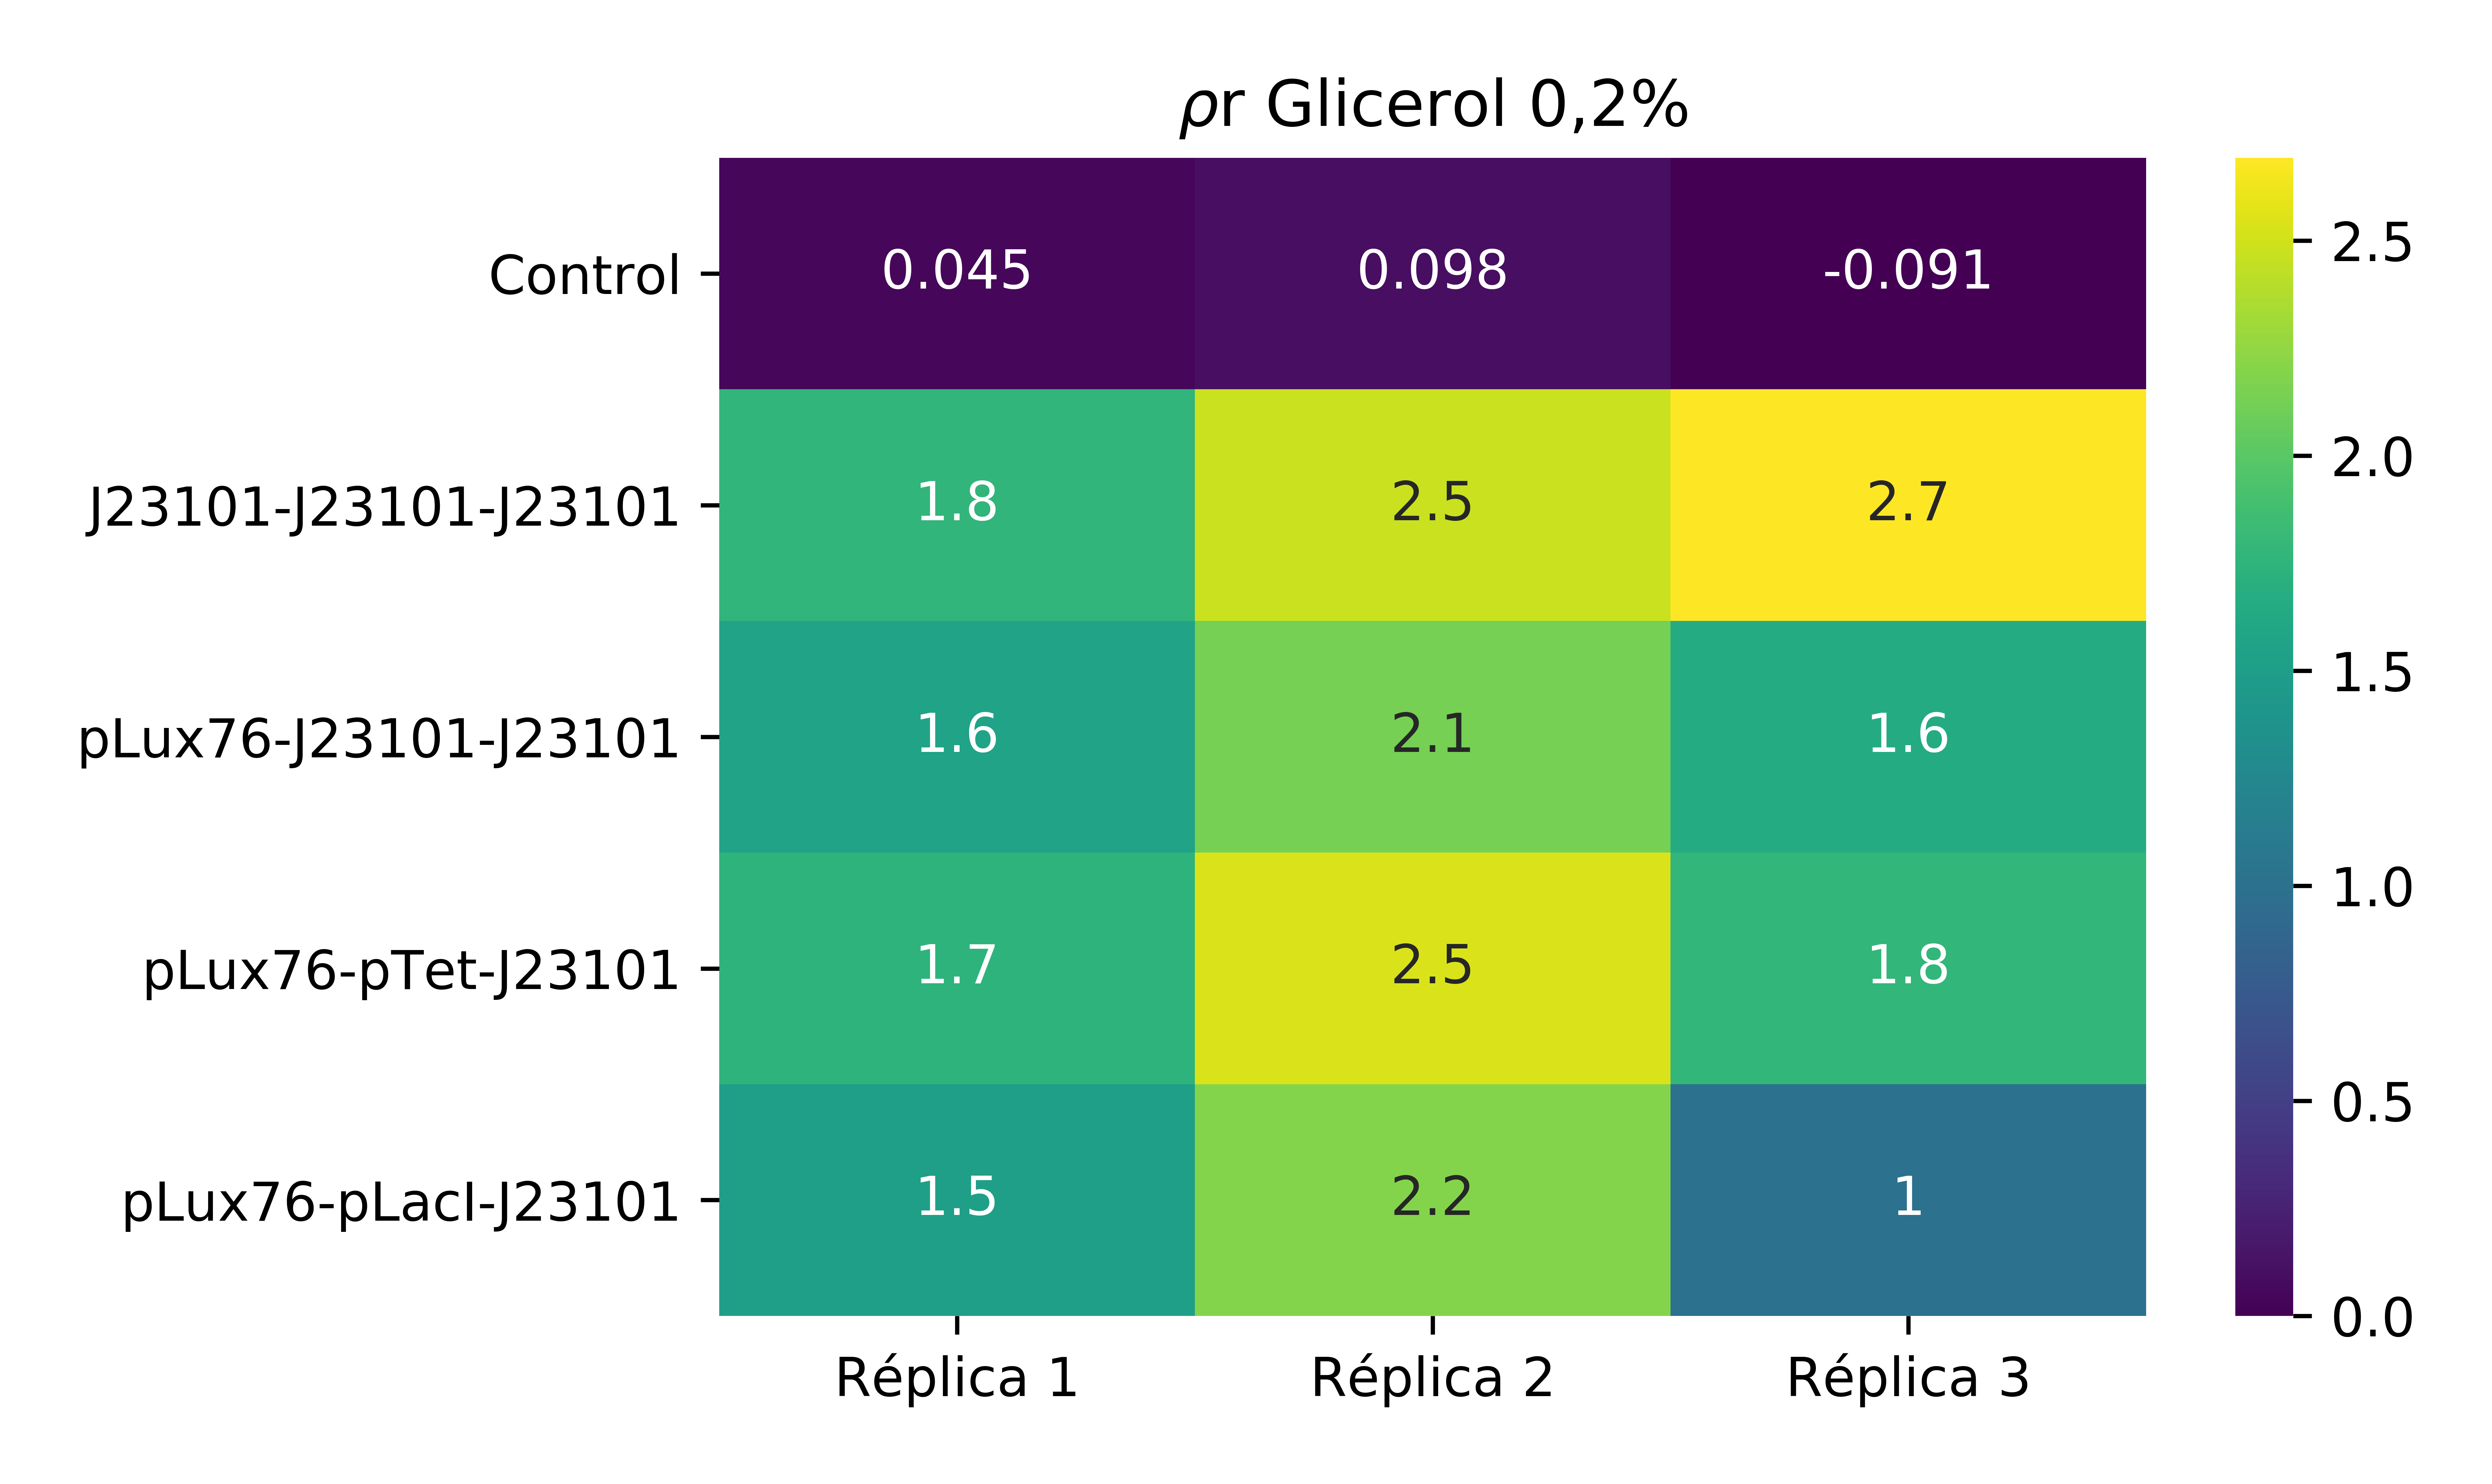 ρr Glicerol 0,2%
Control 0.045 0.098 -0.091
J23101-J23101-J23101 1.8 2.5 2.7
pLux76-J23101-J23101 1.6 2.1 1.6
pLux76-pTet-J23101 1.7 2.5 1.8
pLux76-pLacI-J23101 1.5 2.2 1
Réplica 1 Réplica 2 Réplica 3
2.5
2.0
1.5
1.0
0.5
0.0